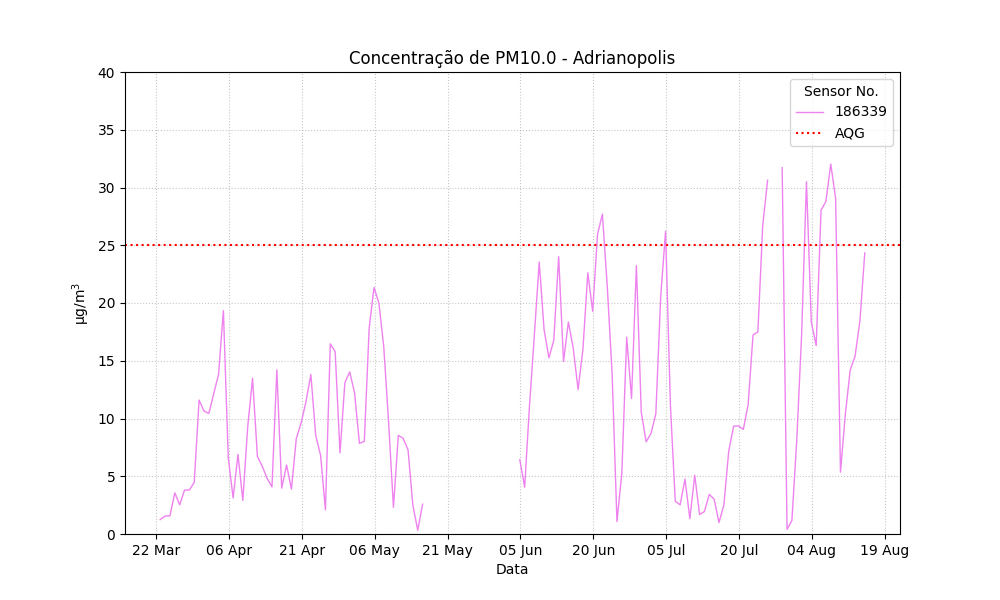 Concentração de PM10.0 - Adrianopolis
Sensor No.
186339
AQG
µg/m³
40
35
30
25
20
15
10
5
0
22 Mar 06 Apr 21 Apr 06 May 21 May 05 Jun 20 Jun 05 Jul 20 Jul 04 Aug 19 Aug
Data